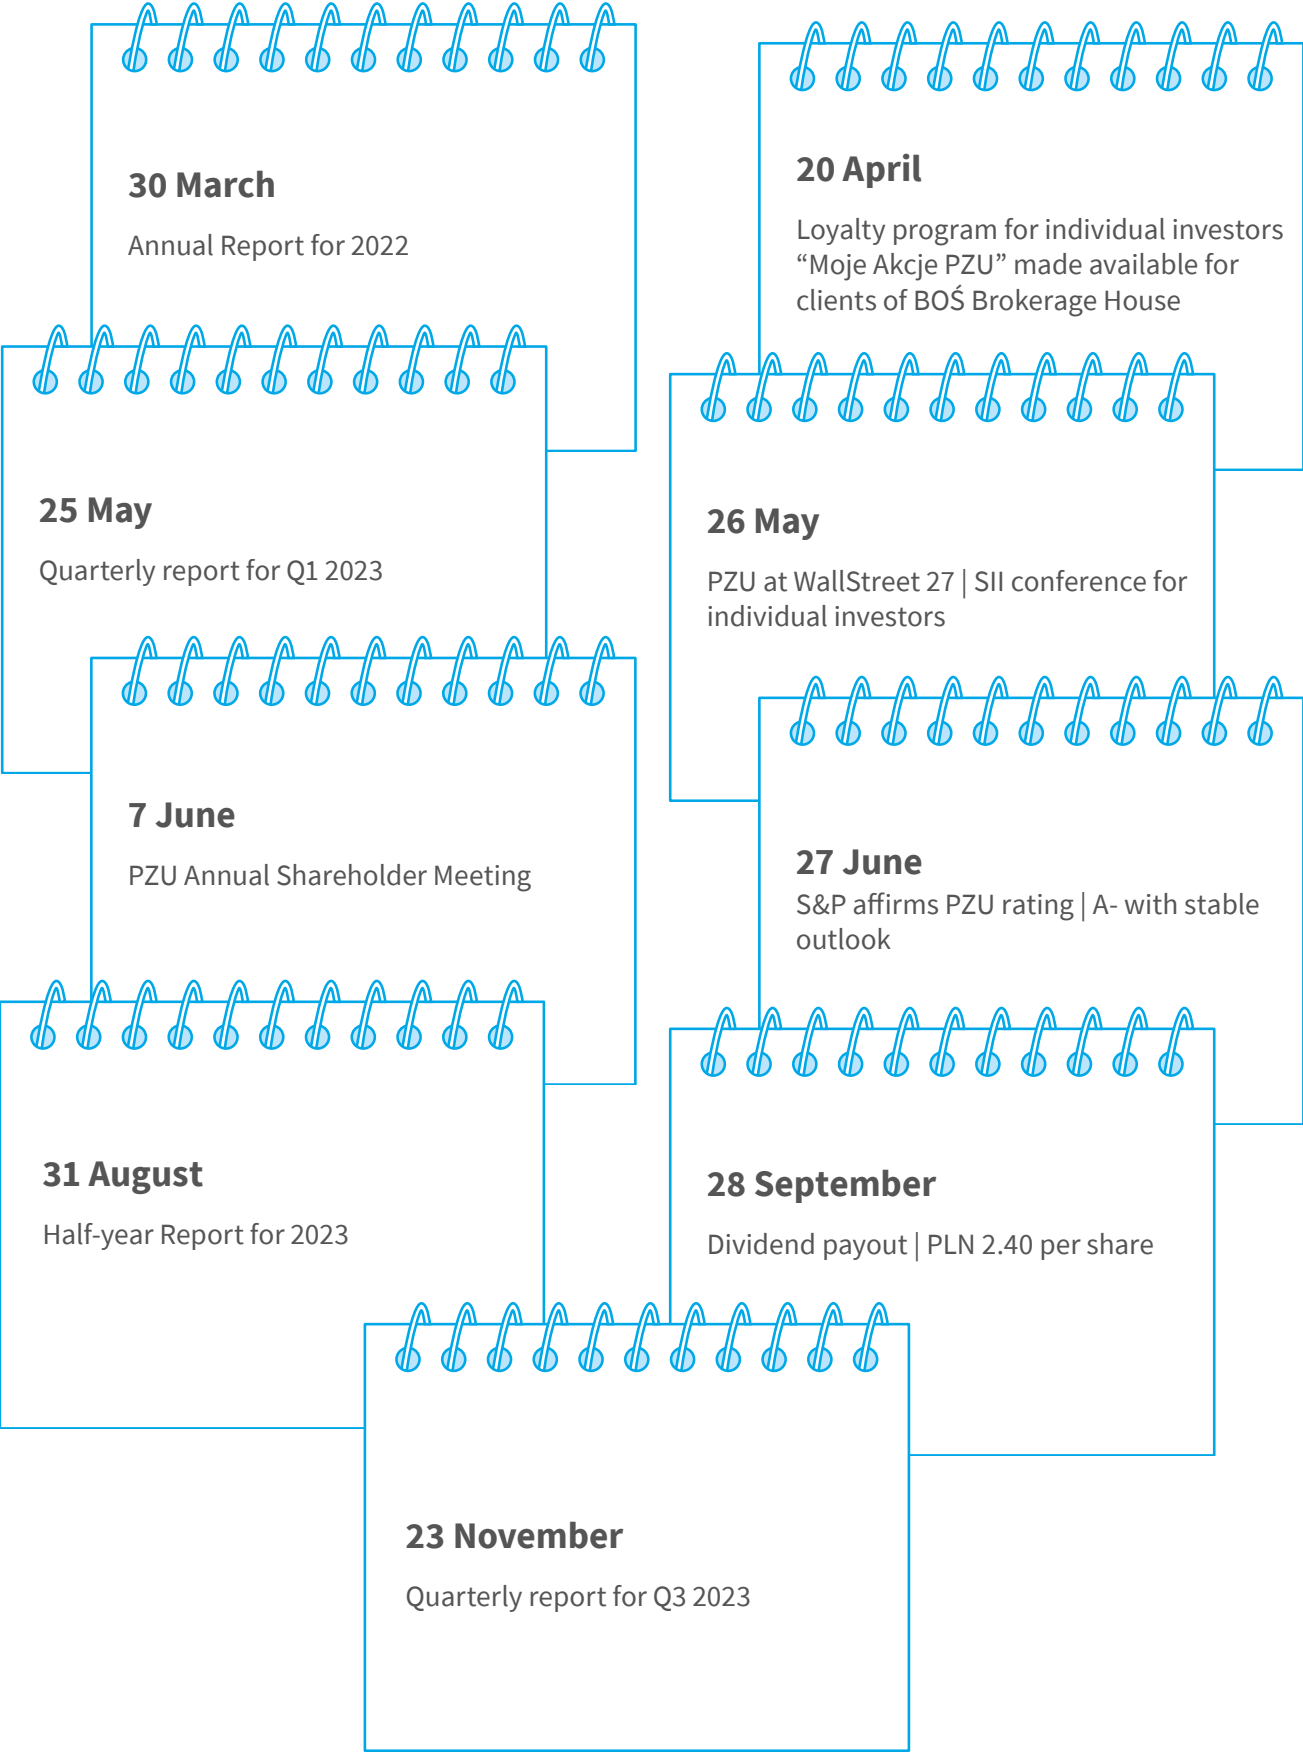 30 March
Annual Report for 2022
20 April
Loyalty program for individual investors
“Moje Akcje PZU” made available for
clients of BOŚ Brokerage House
25 May
Quarterly report for Q1 2023
26 May
PZU at WallStreet 27 | SII conference for
individual investors
7 June
PZU Annual Shareholder Meeting
27 June
S&P affirms PZU rating | A- with stable
outlook
31 August
Half-year Report for 2023
28 September
Dividend payout | PLN 2.40 per share
23 November
Quarterly report for Q3 2023